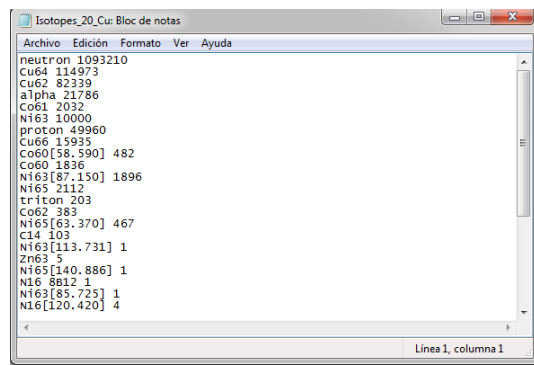 Isotopes_20_Cu: Bloc de notas
Archivo Edición Formato Ver Ayuda
neutron 1093210
Cu64 114973
Cu62 82339
alpha 21786
Co61 2032
Ni63 10000
proton 49960
Cu66 15935
Co60[58.590] 482
Co60 1836
Ni63[87.150] 1896
Ni65 2112
triton 203
Co62 383
Ni65[63.370] 467
C14 103
Ni63[113.731] 1
Zn63 5
Ni65[140.886] 1
N16 8B12 1
Ni63[85.725] 1
N16[120.420] 4
Línea 1, columna 1